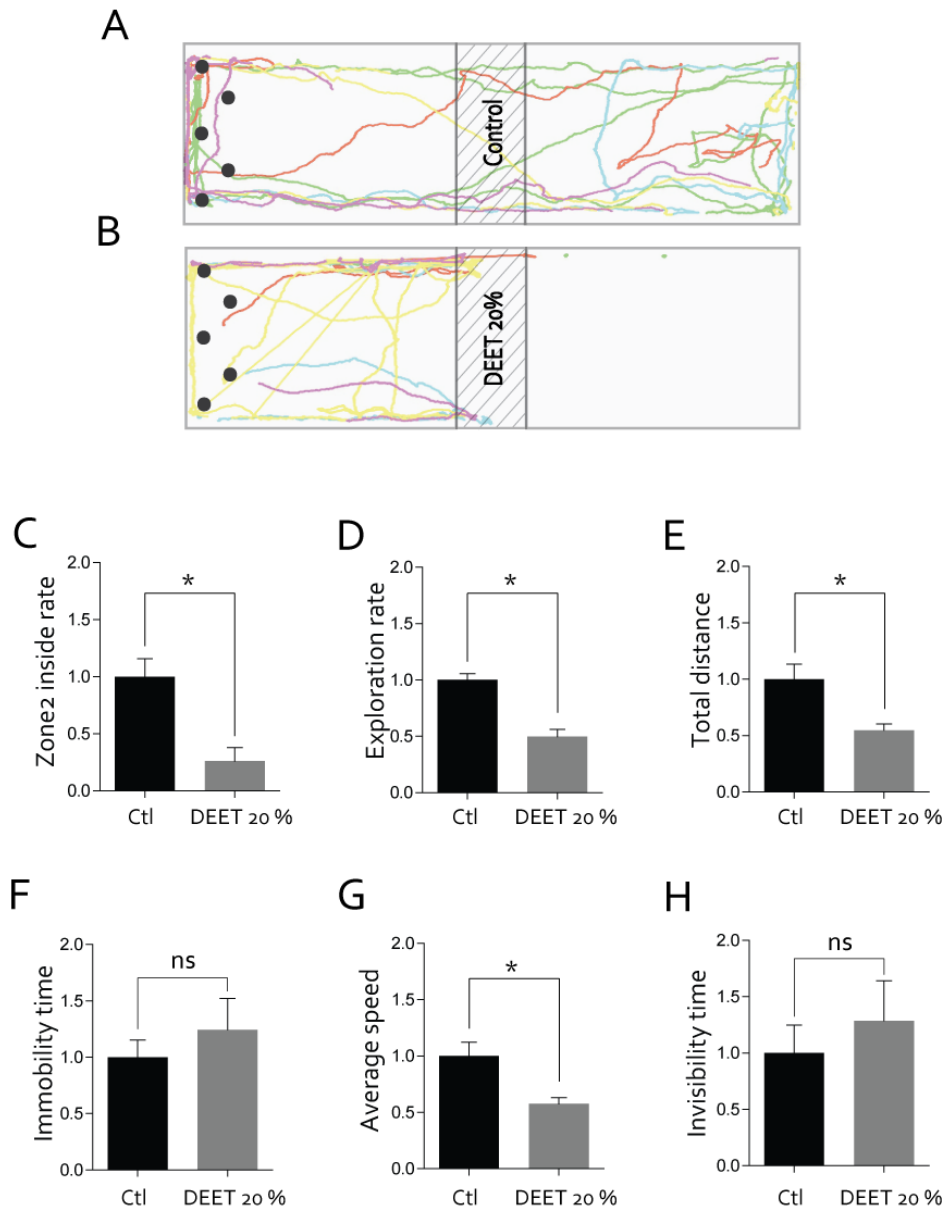 A
Control
B
DEET 20%
C
2.0
1.5
1.0
0.5
0.0
Zone2 inside rate
*
Ctl
DEET 20 %
D
2.0
1.5
1.0
0.5
0.0
Exploration rate
*
Ctl
DEET 20 %
E
2.0
1.5
1.0
0.5
0.0
Total distance
*
Ctl
DEET 20 %
F
2.0
1.5
1.0
0.5
0.0
Immobility time
ns
Ctl
DEET 20 %
G
2.0
1.5
1.0
0.5
0.0
Average speed
*
Ctl
DEET 20 %
H
2.0
1.5
1.0
0.5
0.0
Invisibility time
ns
Ctl
DEET 20 %